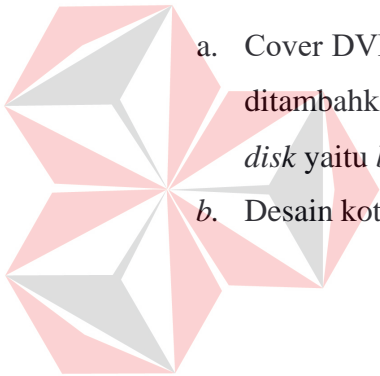 a. Cover DV
ditambahk
disk yaitu
b. Desain kot